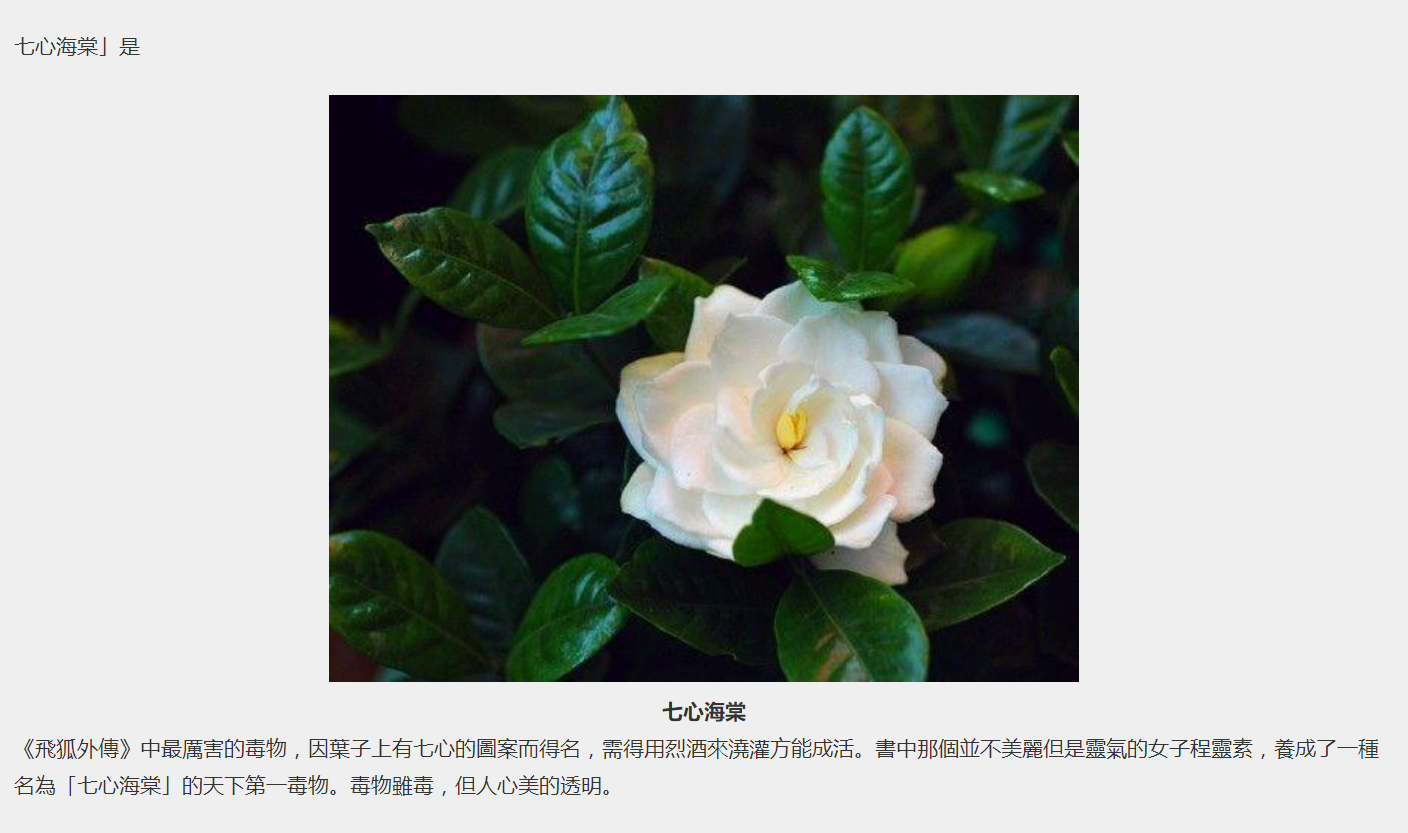 七心海棠」是
七心海棠
《飛狐外傳》中最厲害的毒物，因葉子上有七心的圖案而得名，需得用烈酒來澆灌方能成活。書中那個並不美麗但是靈氣的女子程靈素，養成了一種
名為「七心海棠」的天下第一毒物。毒物雖毒，但人心美的透明。